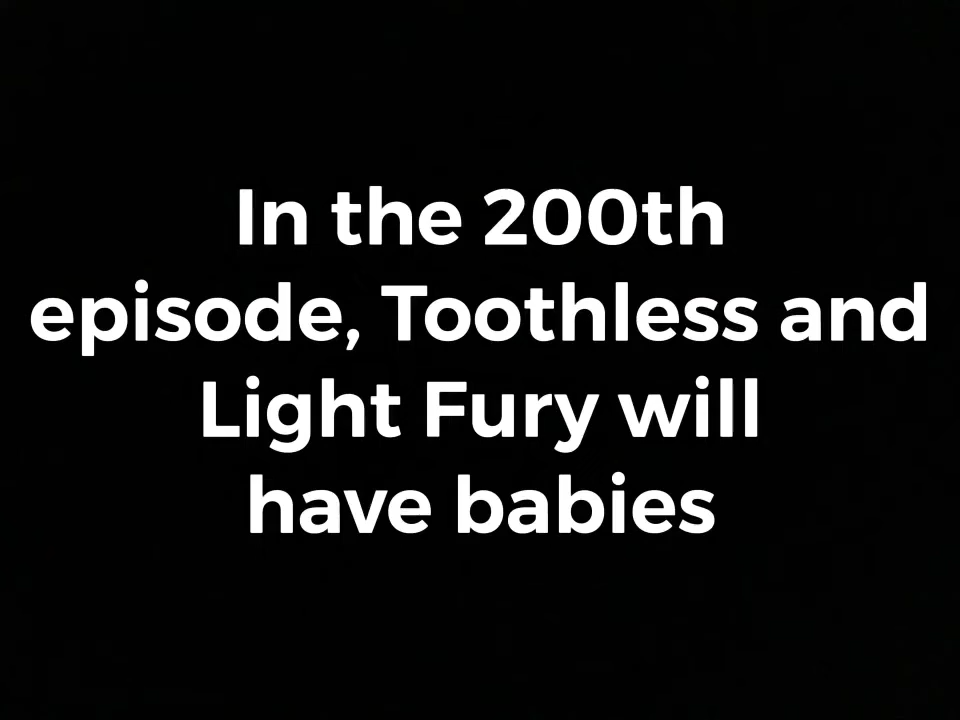 In the 200th
episode, Toothless and
Light Fury will
have babies